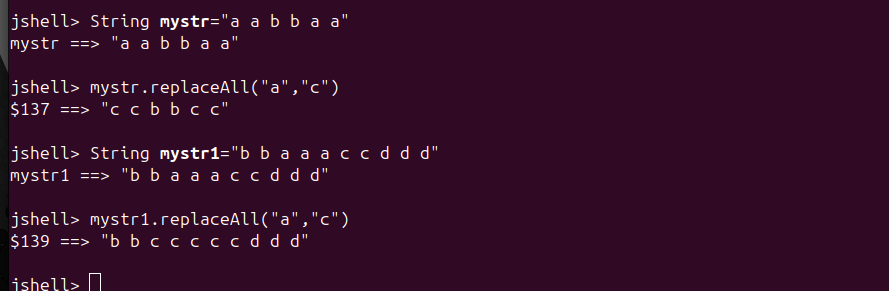 jshell> String mystr="a a b b a a"
mystr ==> "a a b b a a"
jshell> mystr.replaceAll("a","c")
$137 ==> "c c b b c c"
jshell> String mystr1="b b a a a c c d d d"
mystr1 ==> "b b a a a c c d d d"
jshell> mystr1.replaceAll("a","c")
$139 ==> "b b c c c c c d d d"
jshell>